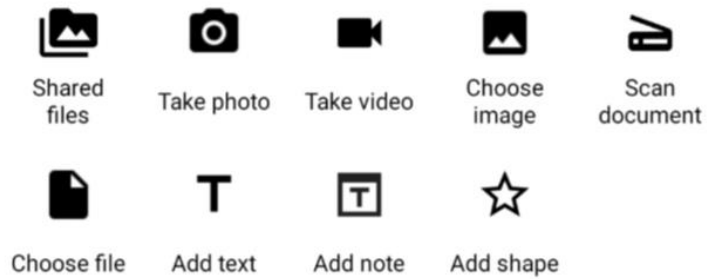 Shared
files
Take photo
Take video
Choose
image
Scan
document
Choose file
T
Add text
T
Add note
Add shape